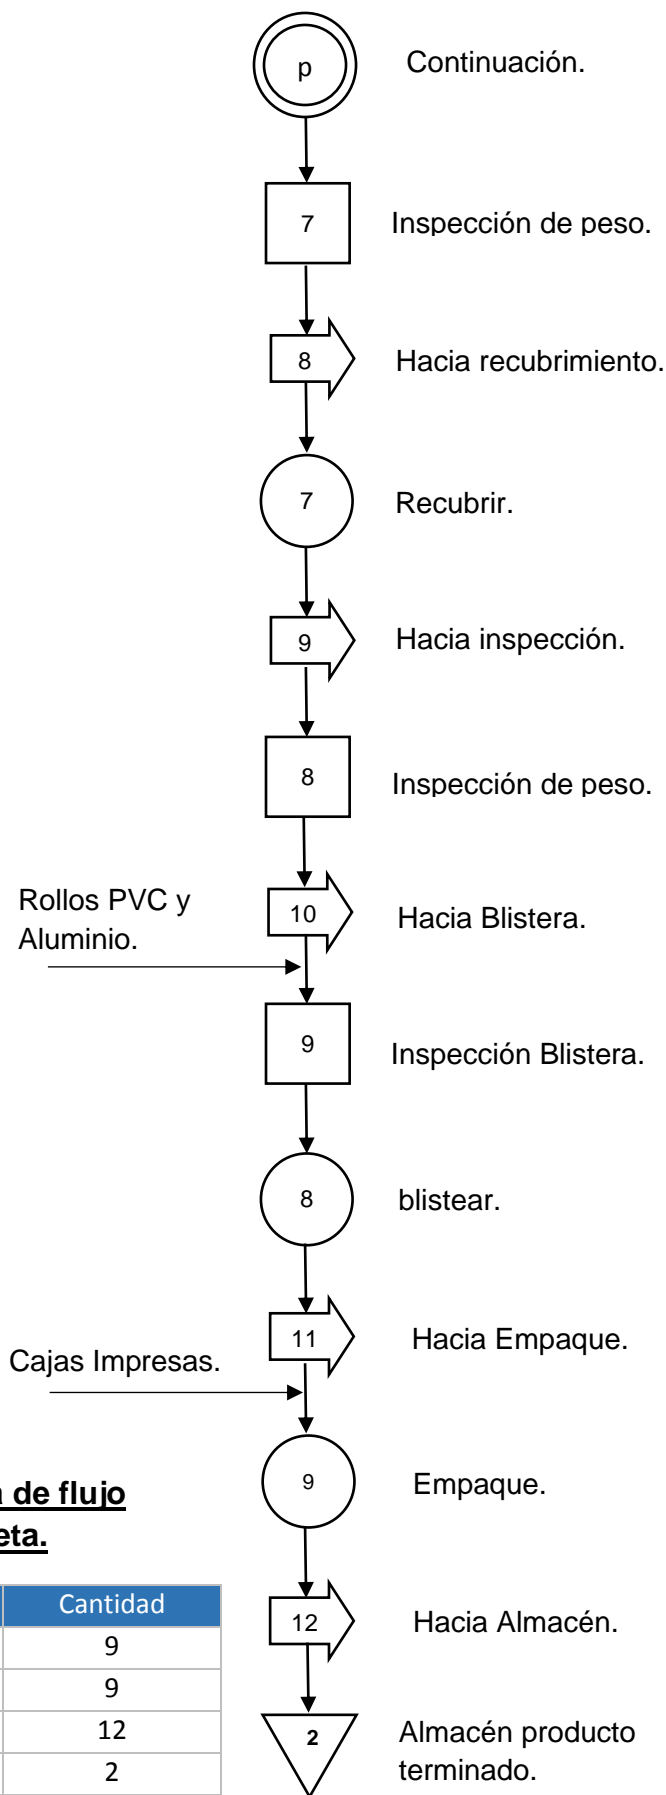 p
Continuación.
7
Inspección de peso.
8
Hacia recubrimiento.
7
Recubrir.
9
Hacia inspección.
8
Inspección de peso.
Rollos PVC y
Aluminio.
10
Hacia Blistera.
9
Inspección Blistera.
8
blistear.
11
Hacia Empaque.
Cajas Impresas.
9
Empaque.
de flujo
Cantidad
9
9
12
2
12
Hacia Almacén.
2
Almacén producto
terminado.